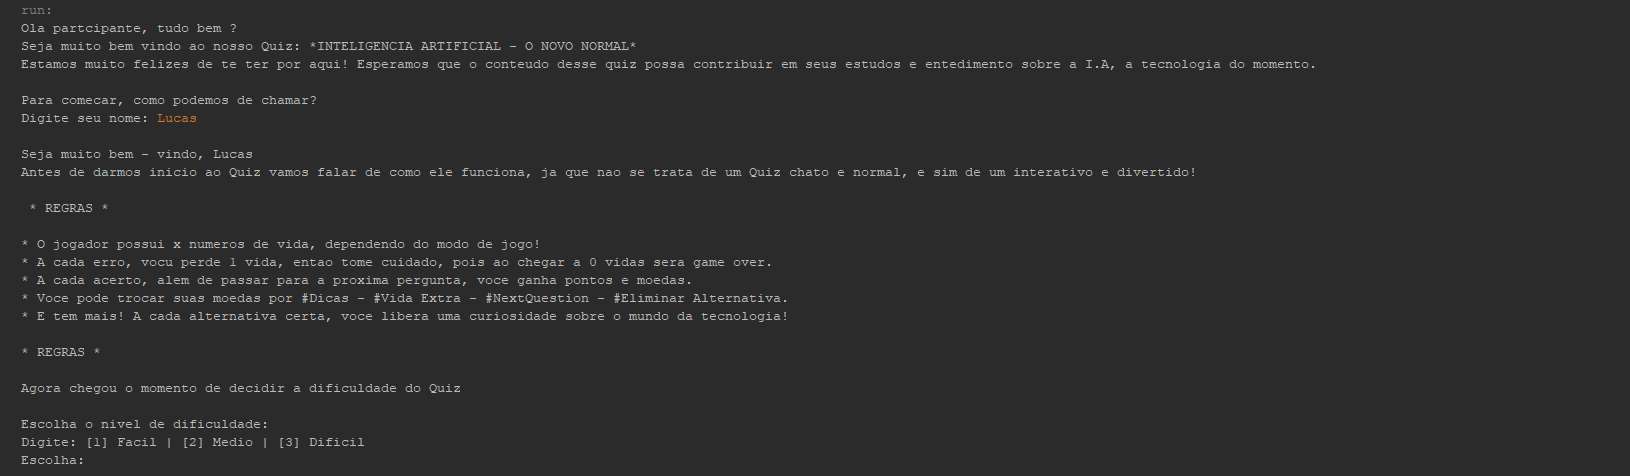 run:
Ola partcipante, tudo bem ?
Seja muito bem vindo ao nosso Quiz: *INTELIGENCIA ARTIFICIAL - O NOVO NORMAL*
Estamos muito felizes de te ter por aqui! Esperamos que o conteudo desse quiz possa contribuir em seus estudos e entedimento sobre a I.A, a tecnologia do momento.
Para comecar, como podemos de chamar?
Digite seu nome: Lucas
Seja muito bem - vindo, Lucas
Antes de darmos inicio ao Quiz vamos falar de como ele funciona, ja que nao se trata de um Quiz chato e normal, e sim de um interativo e divertido!
* REGRAS *
* O jogador possui x numeros de vida, dependendo do modo de jogo!
* A cada erro, vocu perde 1 vida, entao tome cuidado, pois ao chegar a 0 vidas sera game over.
* A cada acerto, alem de passar para a proxima pergunta, voce ganha pontos e moedas.
* Voce pode trocar suas moedas por #Dicas - #Vida Extra - #NextQuestion - #Eliminar Alternativa.
* E tem mais! A cada alternativa certa, voce libera uma curiosidade sobre o mundo da tecnologia!
* REGRAS *
Agora chegou o momento de decidir a dificuldade do Quiz
Escolha o nivel de dificuldade:
Digite: [1] Facil | [2] Medio | [3] Dificil
Escolha: